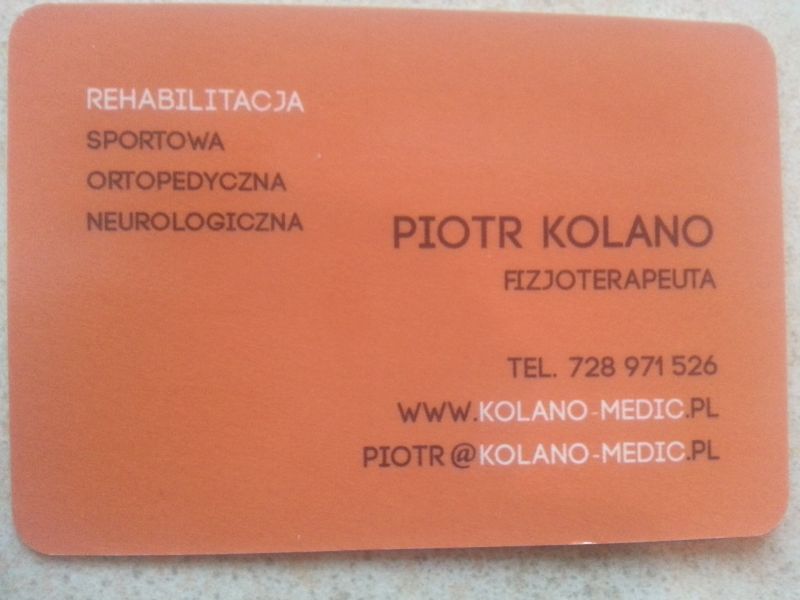 REHABILITACJA
SPORTOWA
ORTOPEDYCZNA
NEUROLOGICZNA
PIOTR KOLANO
FIZJOTERAPEUTA
TEL. 728 971 526
WWW.KOLANO-MEDIC.PL
PIOTR@KOLANO-MEDIC.PL